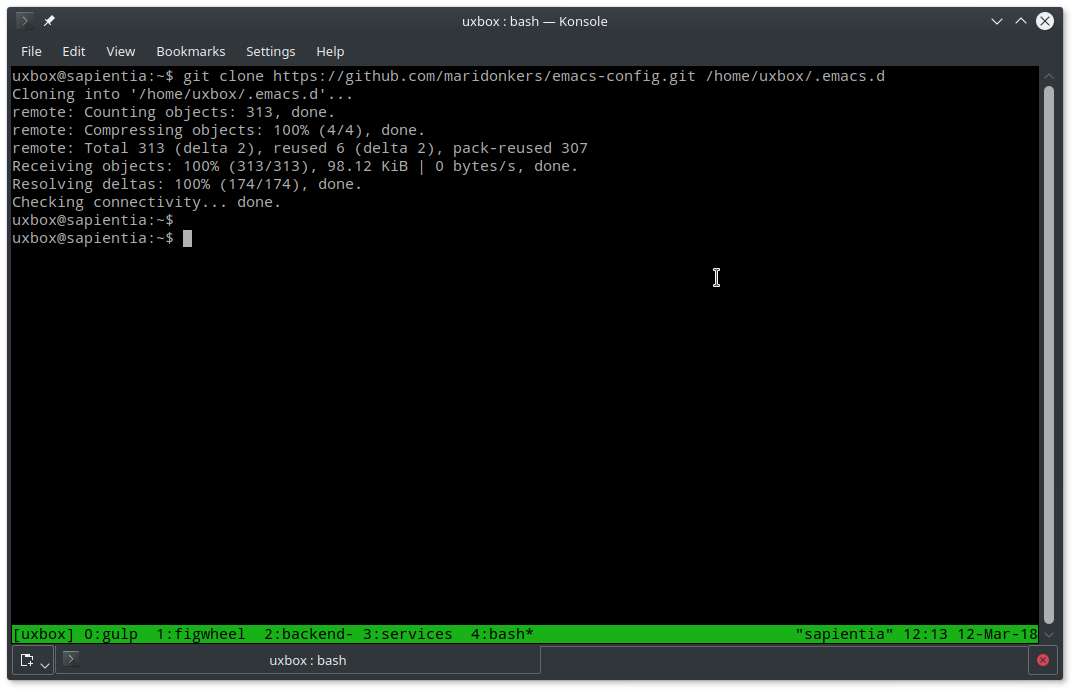 uxbox : bash — Konsole
File Edit View Bookmarks Settings Help
uxbox@sapientia:~$ git clone https://github.com/maridonkers/emacs-config.git /home/uxbox/.emacs.d
Cloning into '/home/uxbox/.emacs.d'...
remote: Counting objects: 313, done.
remote: Compressing objects: 100% (4/4), done.
remote: Total 313 (delta 2), reused 6 (delta 2), pack-reused 307
Receiving objects: 100% (313/313), 98.12 KiB | 0 bytes/s, done.
Resolving deltas: 100% (174/174), done.
Checking connectivity... done.
uxbox@sapientia:~$
uxbox@sapientia:~$
[uxbox] 0:gulp  1:figwheel  2:backend- 3:services  4:bash* "sapientia" 12:13 12-Mar-18
uxbox : bash